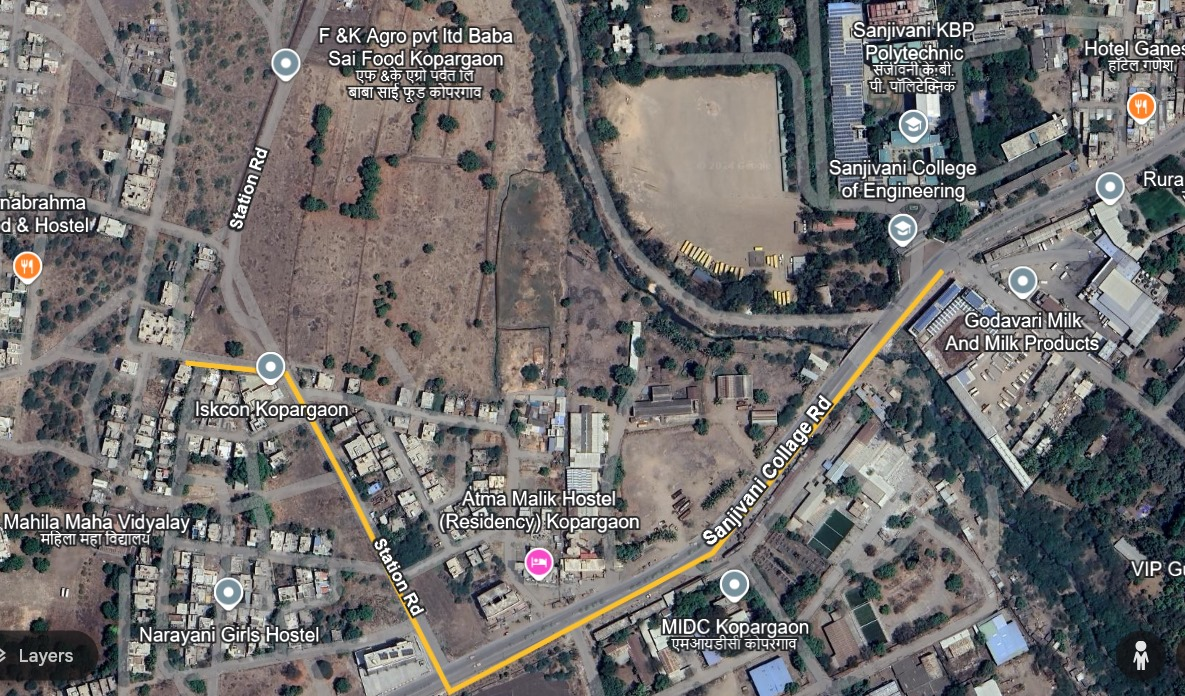 F &K Agro pvt ltd Baba
Sai Food Kopargaon
एफ &के एग्रो पर्वत लि
बाबा साई फूड कोपरगाव
Sanjivani KBP
Polytechnic
संजीवनी के.बी.
पी. पॉलिटेक्निक
Hotel Ganes
हॉटेल गणेश
Station Rd
Sanjivani College
of Engineering
Rura
nabrahma
d & Hostel
Godavari Milk
And Milk Products
Iskcon Kopargaon
Sanjivani Collage Rd
Atma Malik Hostel
(Residency) Kopargaon
Mahila Maha Vidyalay
महिला महा विद्यालय
Station Rd
VIP Gu
Narayani Girls Hostel
MIDC Kopargaon
एमआयडीसी कोपरगांव
Layers